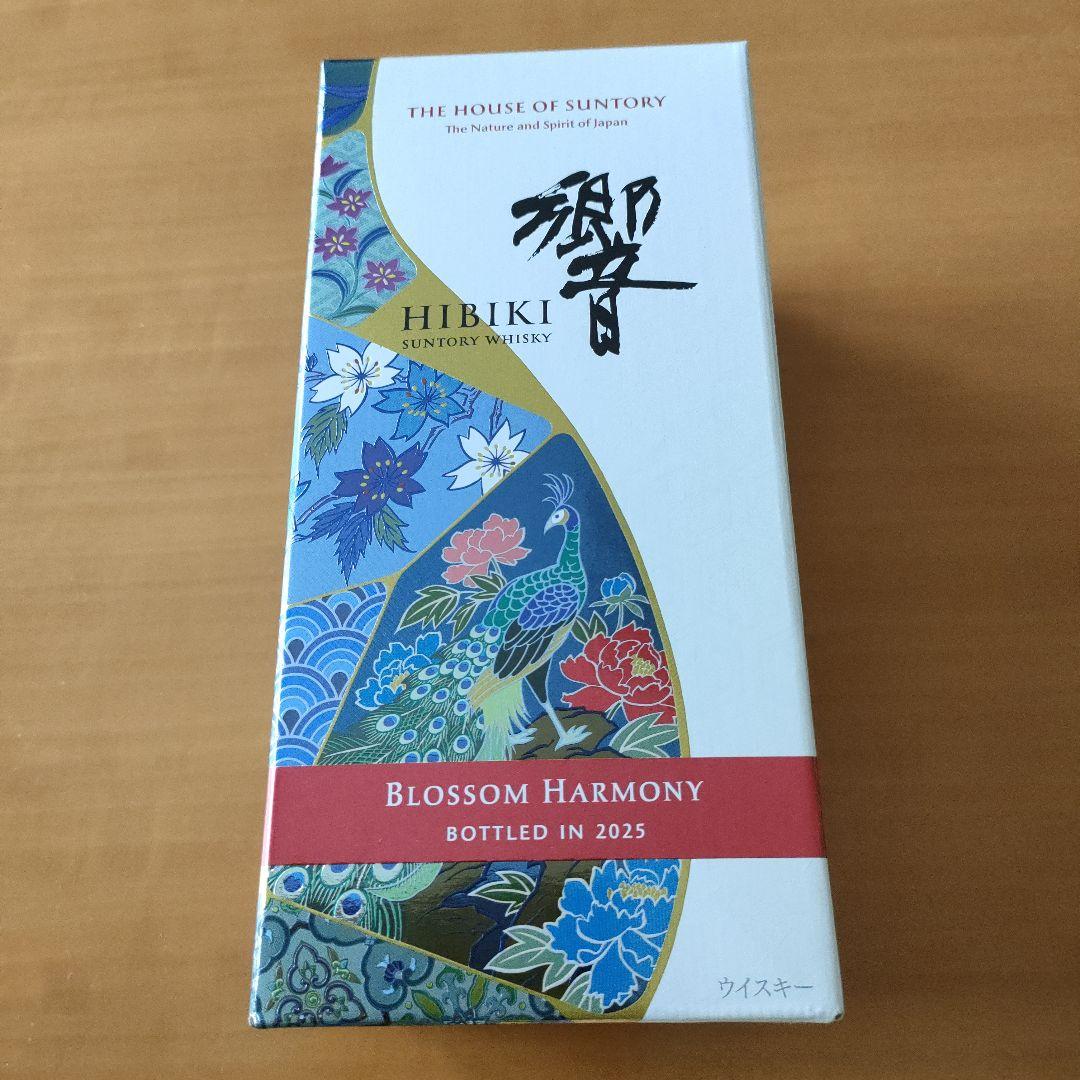 THE HOUSE OF SUNTORY
The Nature and Spirit of Japan
響
HIBIKI
SUNTORY WHISKY
BLOSSOM HARMONY
BOTTLED IN 2025
ウイスキー